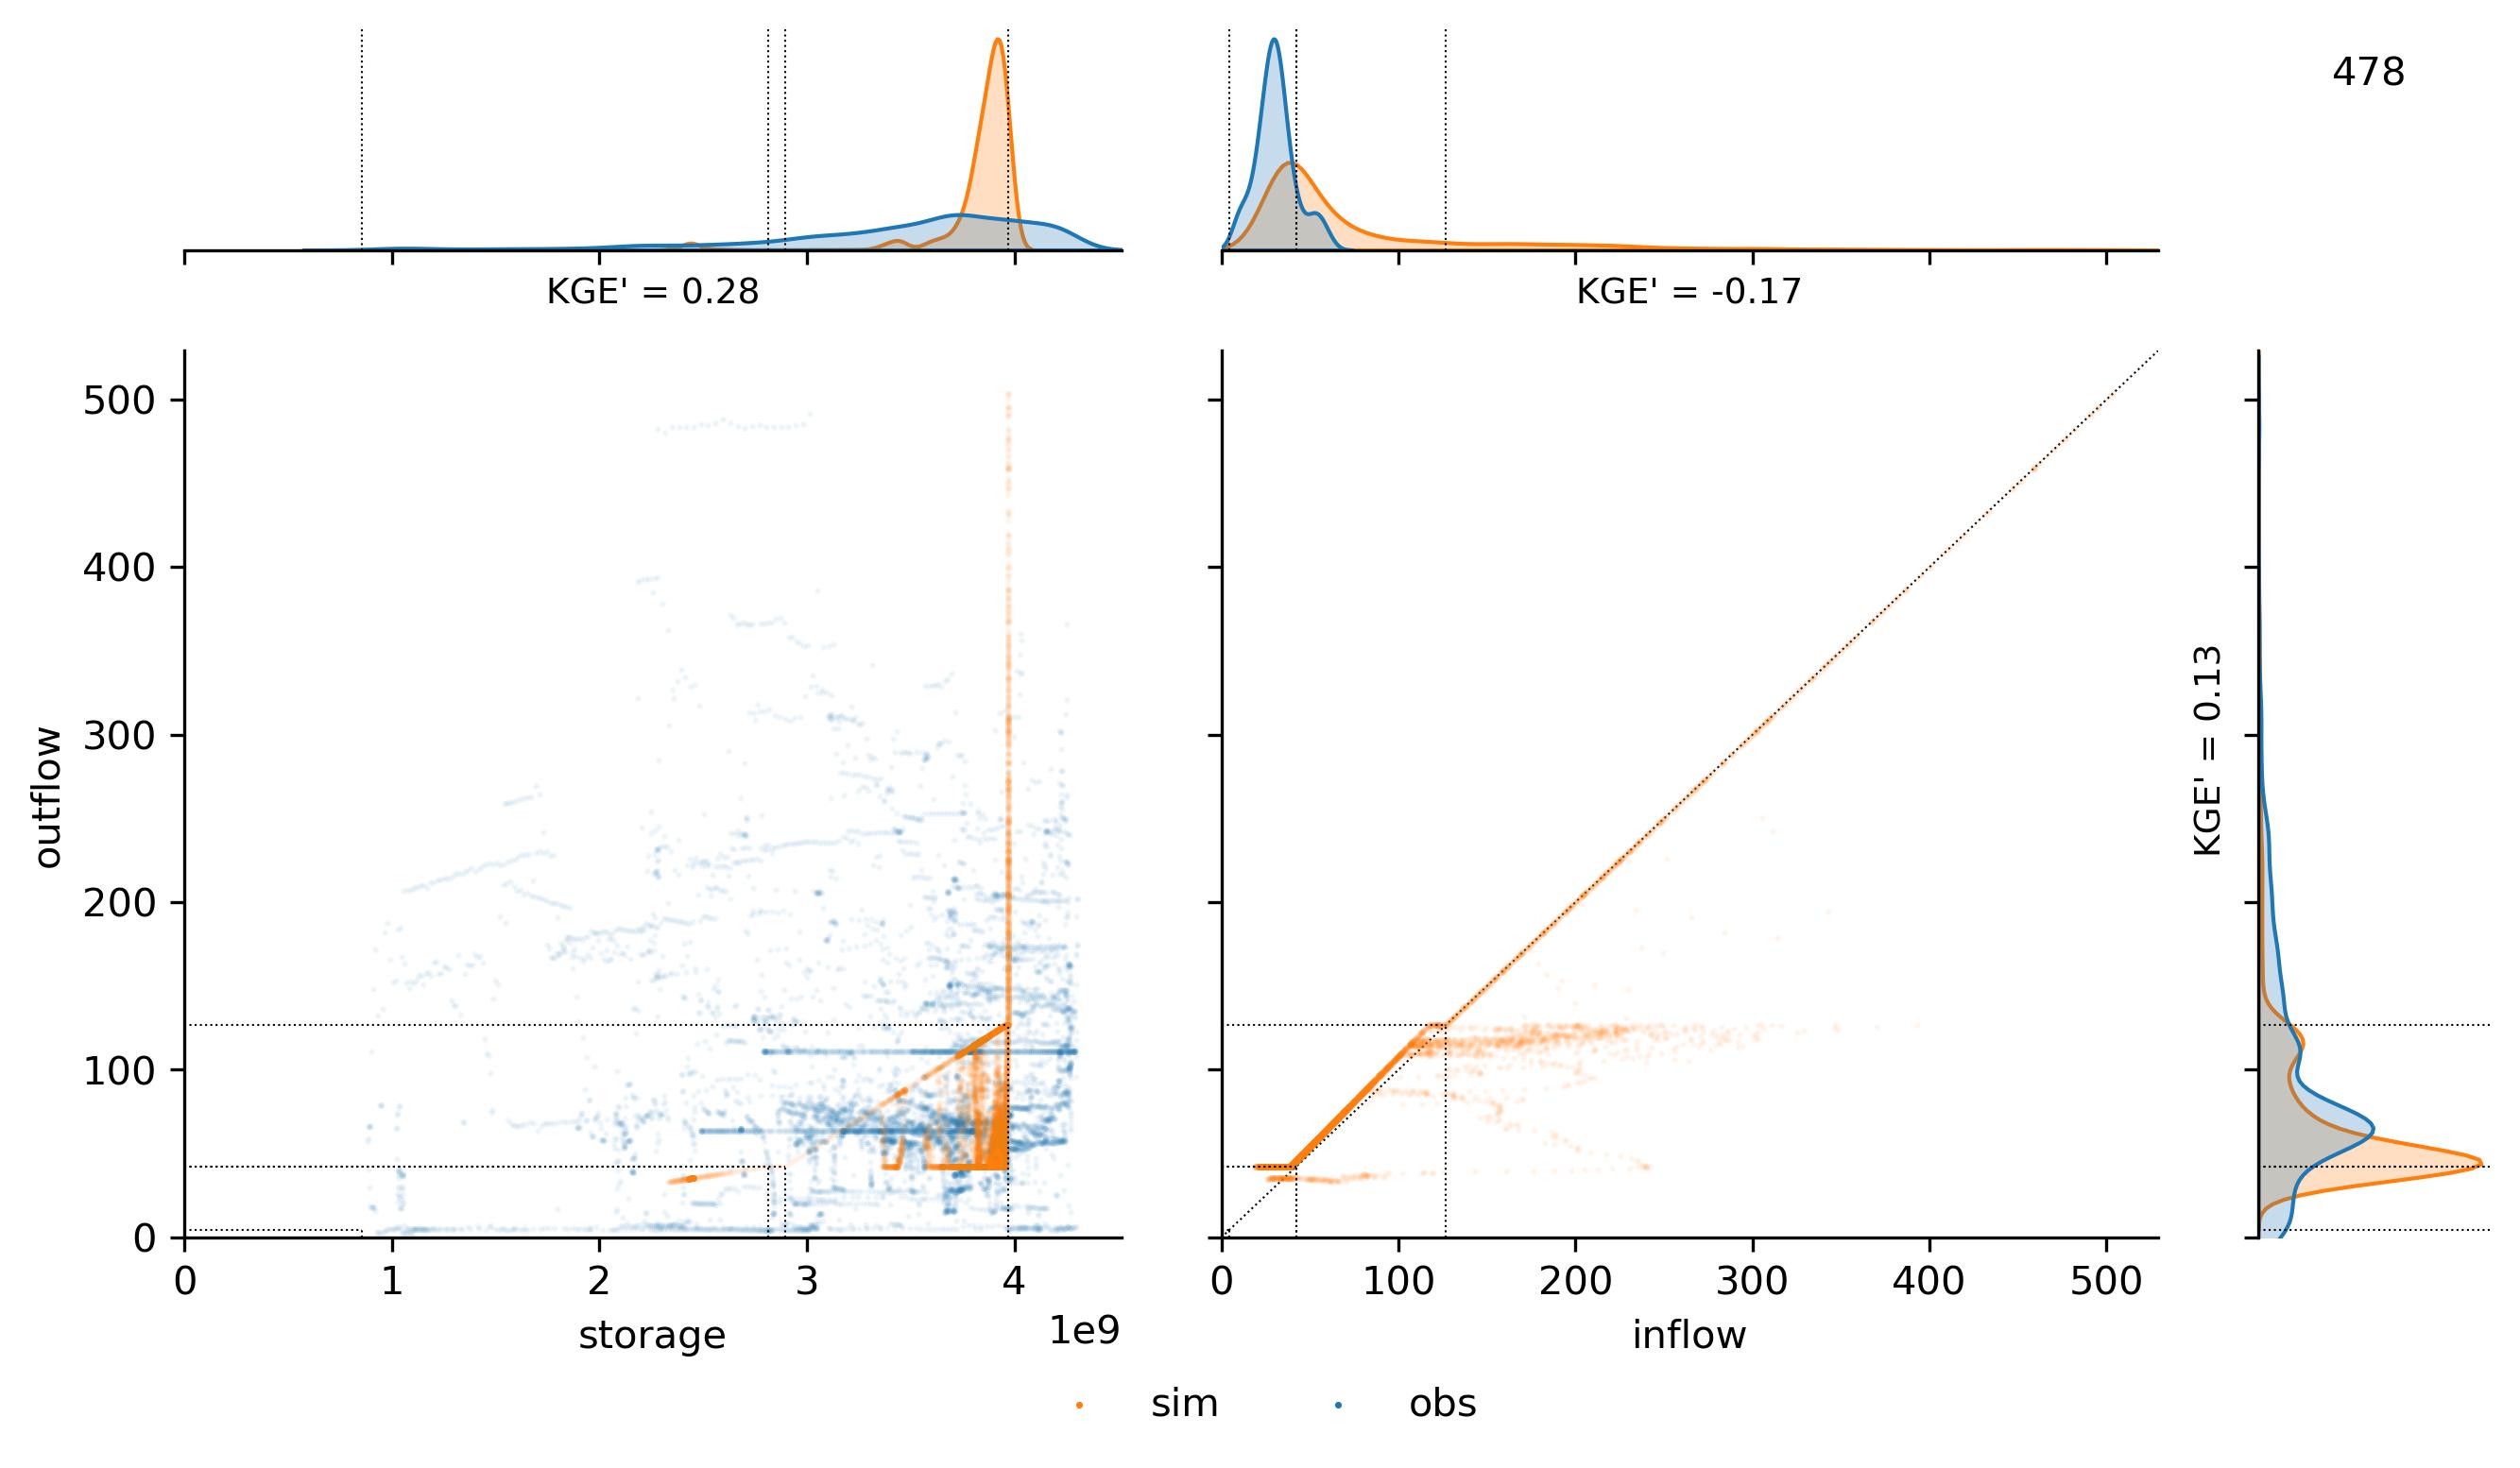 478
KGE' = 0.28
KGE' = -0.17
500
400
300
200
100
0
outflow
KGE' = 0.13
0 1 2 3 4
0 100 200 300 400 500
storage
1e9
inflow
sim obs